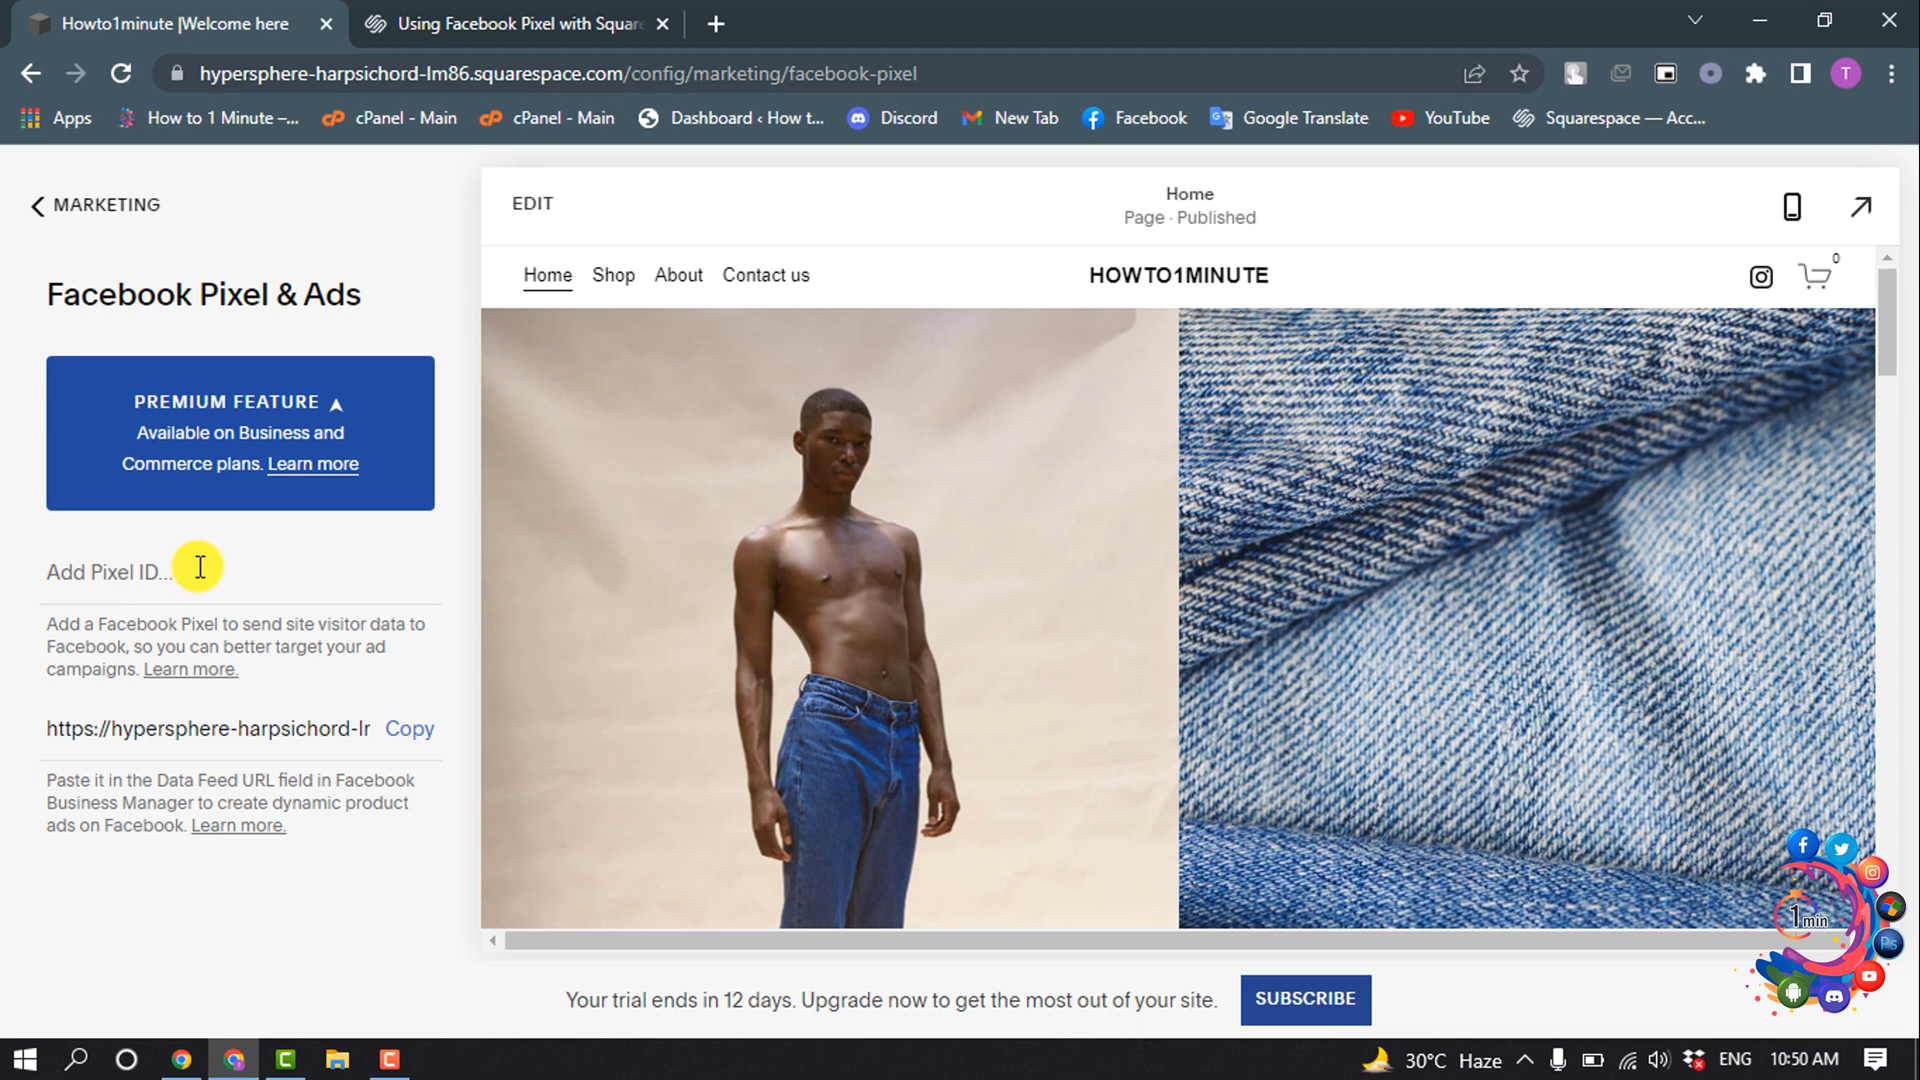 Howto1minute |Welcome here
Using Facebook Pixel with Squar
hypersphere-harpsichord-lm86.squarespace.com/config/marketing/facebook-pixel
T
Apps
How to 1 Minute –...
cPanel - Main
cPanel - Main
Dashboard ‹ How t...
Discord
New Tab
Facebook
Google Translate
YouTube
Squarespace — Acc...
MARKETING
EDIT
Home
Page · Published
Home
Shop
About
Contact us
HOWTO1MINUTE
0
Facebook Pixel & Ads
PREMIUM FEATURE
Available on Business and
Commerce plans. Learn more
Add Pixel ID...
Add a Facebook Pixel to send site visitor data to
Facebook, so you can better target your ad
campaigns. Learn more.
https://hypersphere-harpsichord-lr
Copy
Paste it in the Data Feed URL field in Facebook
Business Manager to create dynamic product
ads on Facebook. Learn more.
1 min
Ps
Your trial ends in 12 days. Upgrade now to get the most out of your site.
SUBSCRIBE
30°C Haze
ENG
10:50 AM